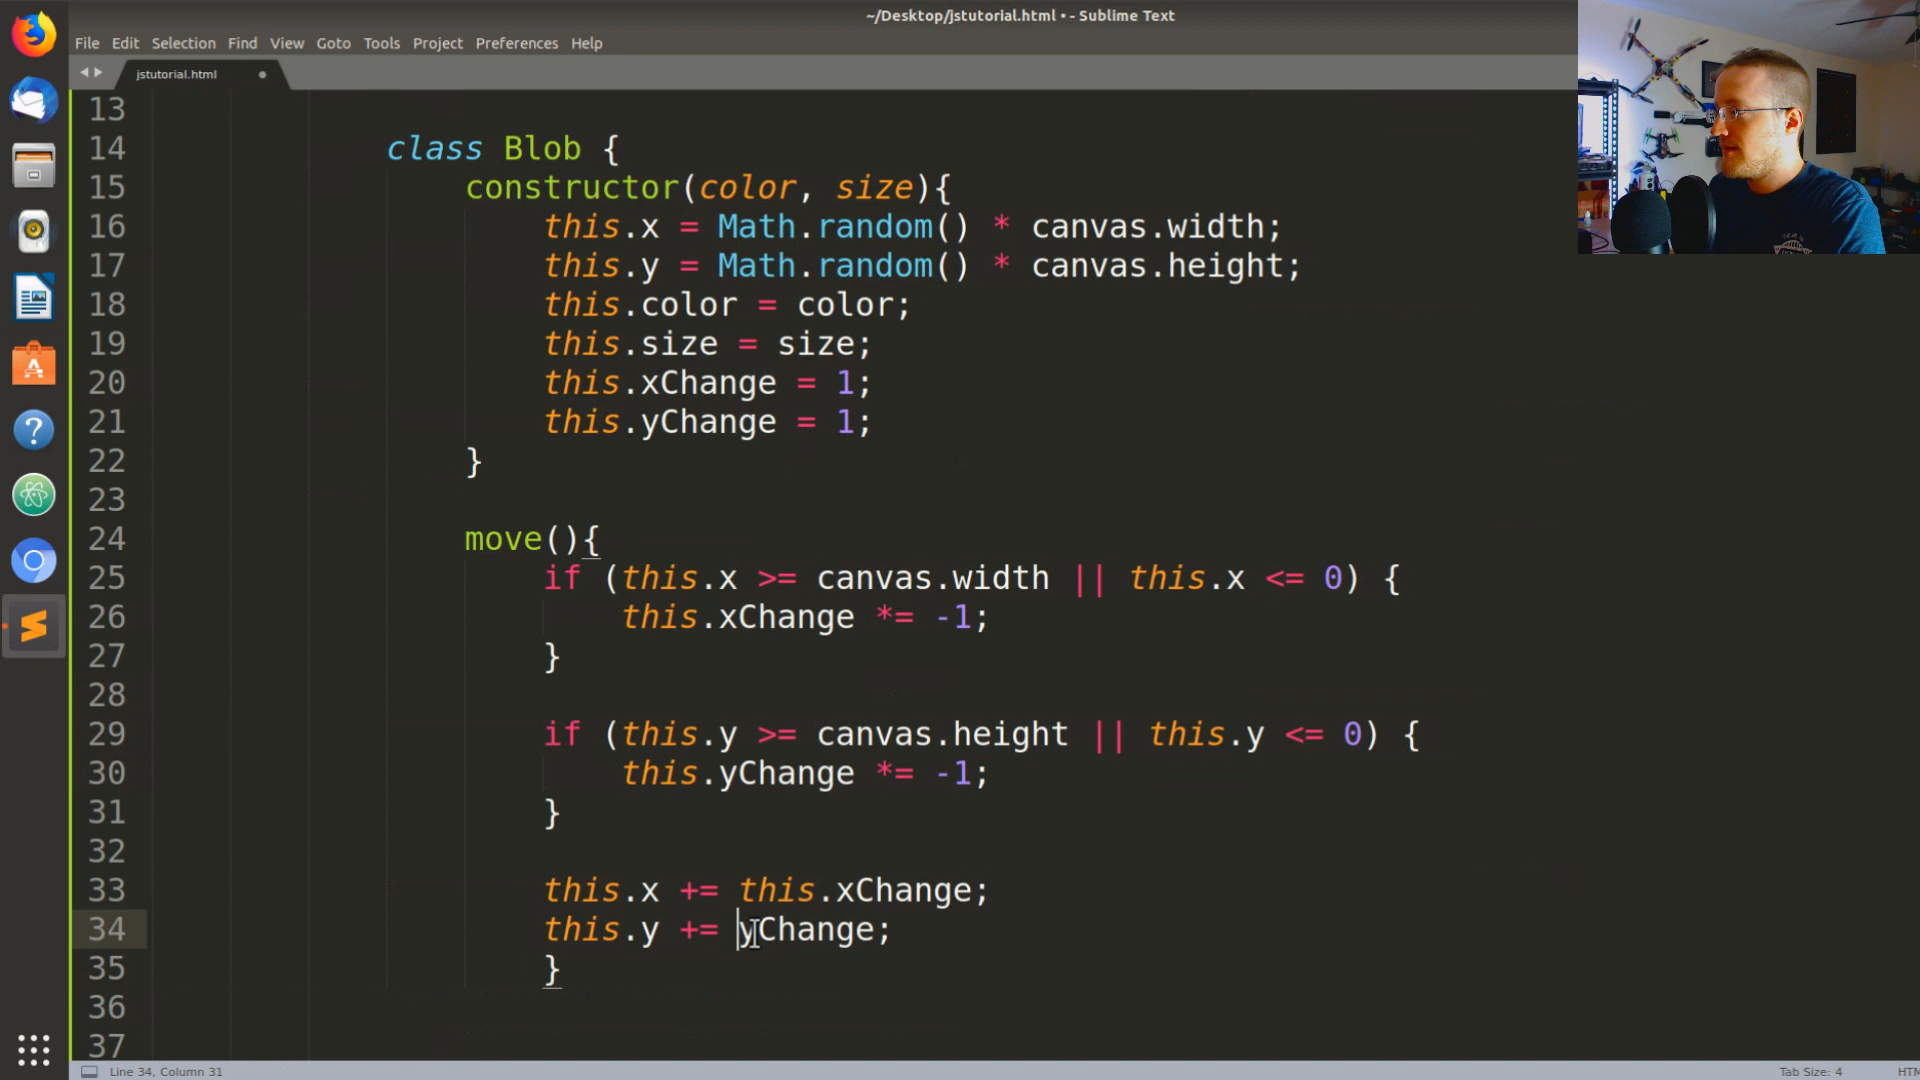 ~/Desktop/jstutorial.html • - Sublime Text
File Edit Selection Find View Goto Tools Project Preferences Help
jstutorial.html
13
14 class Blob {
15 constructor(color, size){
16 this.x = Math.random() * canvas.width;
17 this.y = Math.random() * canvas.height;
18 this.color = color;
19 this.size = size;
20 this.xChange = 1;
21 this.yChange = 1;
22 }
23
24 move(){
25 if (this.x >= canvas.width || this.x <= 0) {
26 this.xChange *= -1;
27 }
28
29 if (this.y >= canvas.height || this.y <= 0) {
30 this.yChange *= -1;
31 }
32
33 this.x += this.xChange;
34 this.y += yChange;
35 }
36
37
Line 34, Column 31
Tab Size: 4
HTM